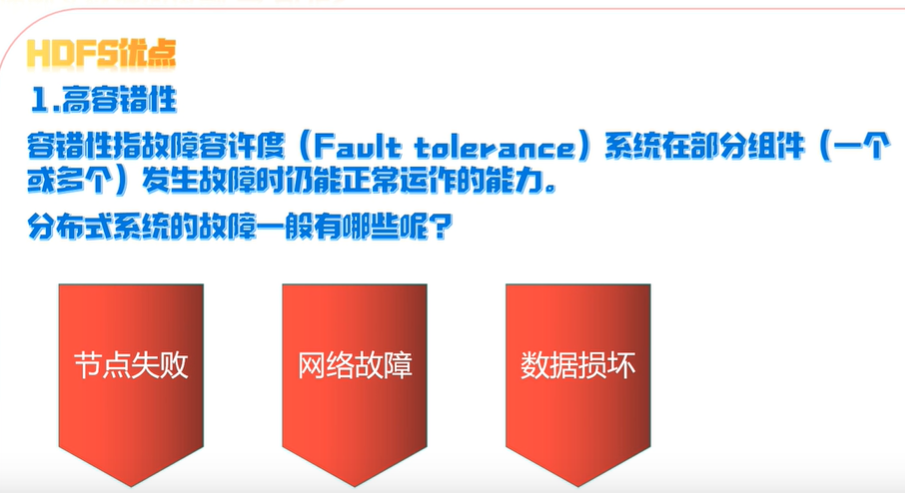 HDFS优点
1.高容错性
容错性指故障容许度（Fault tolerance）系统在部分组件（一个
或多个）发生故障时仍能正常运作的能力。
分布式系统的故障一般有哪些呢？
节点失败
网络故障
数据损坏